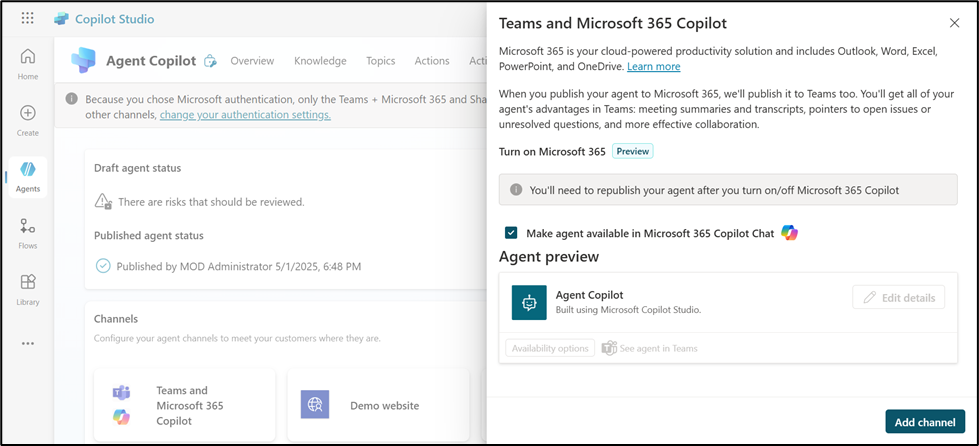 Copilot Studio
Home
Create
Agents
Flows
Library
Agent Copilot
Overview
Knowledge
Topics
Actions
Acti
Because you chose Microsoft authentication, only the Teams + Microsoft 365 and Sha
other channels, change your authentication settings.
Draft agent status
There are risks that should be reviewed.
Published agent status
Published by MOD Administrator 5/1/2025, 6:48 PM
Channels
Configure your agent channels to meet your customers where they are.
Teams and
Microsoft 365
Copilot
Demo website
Teams and Microsoft 365 Copilot
Microsoft 365 is your cloud-powered productivity solution and includes Outlook, Word, Excel,
PowerPoint, and OneDrive. Learn more
When you publish your agent to Microsoft 365, we'll publish it to Teams too. You'll get all of your
agent's advantages in Teams: meeting summaries and transcripts, pointers to open issues or
unresolved questions, and more effective collaboration.
Turn on Microsoft 365 Preview
You'll need to republish your agent after you turn on/off Microsoft 365 Copilot
Make agent available in Microsoft 365 Copilot Chat
Agent preview
Agent Copilot
Built using Microsoft Copilot Studio.
Edit details
Availability options
See agent in Teams
Add channel